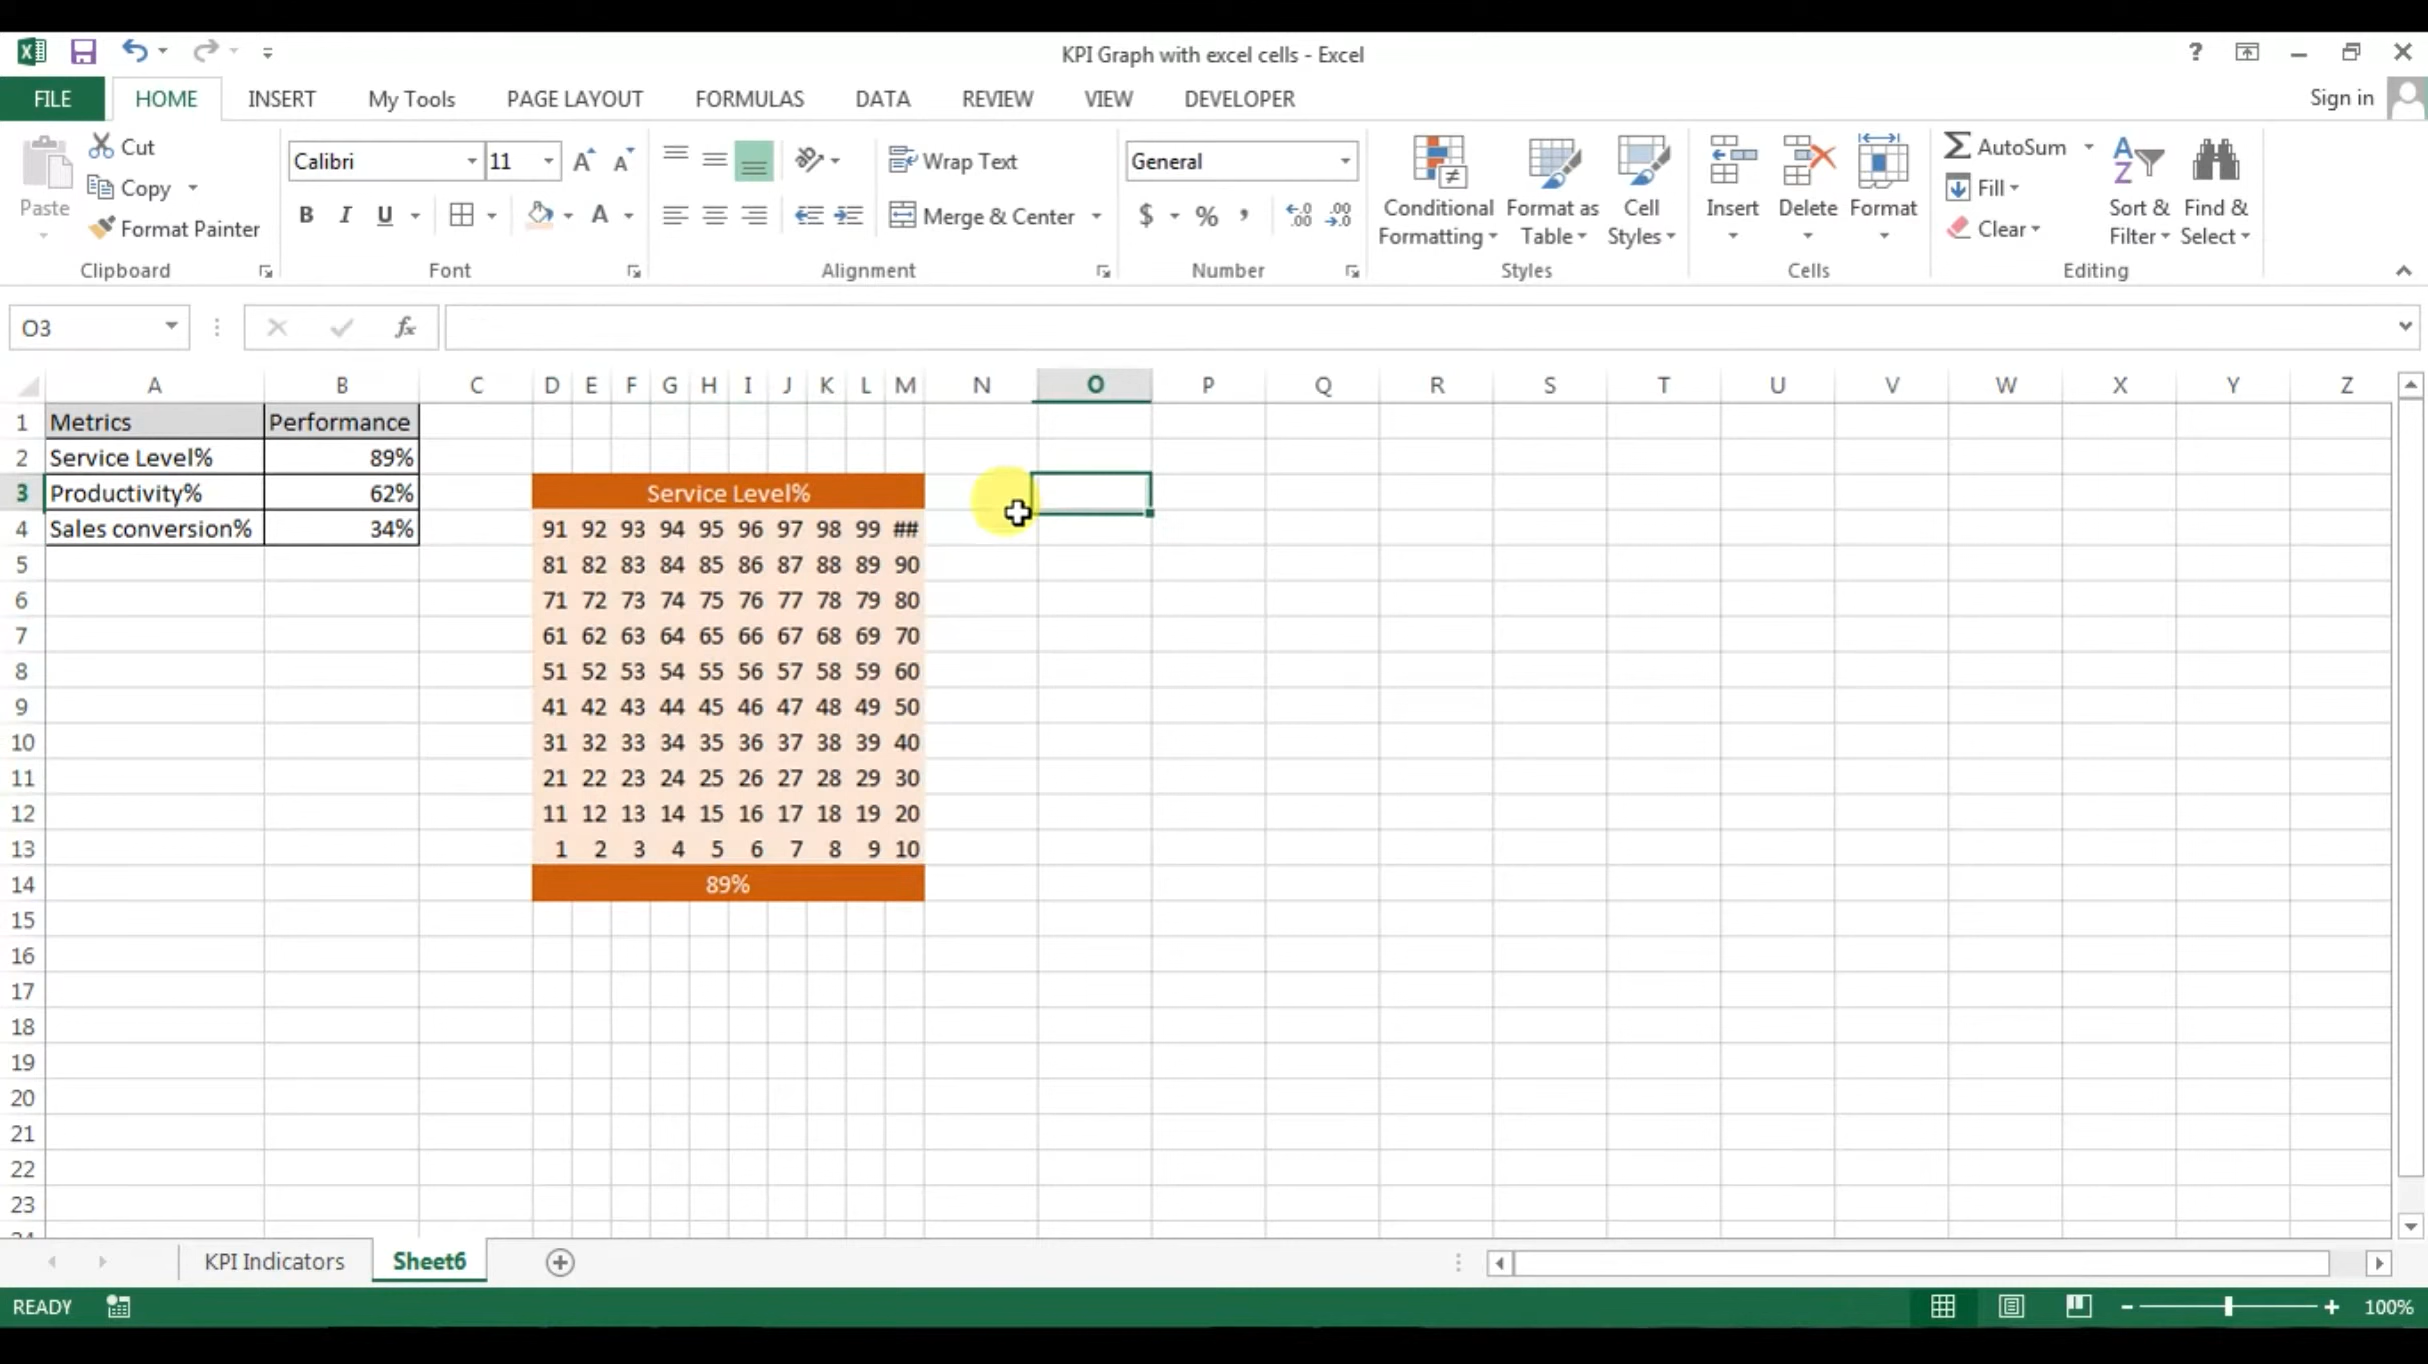 KPI Graph with excel cells - Excel
?
FILE HOME INSERT My Tools PAGE LAYOUT FORMULAS DATA REVIEW VIEW DEVELOPER Sign in
Paste
Cut
Copy
Format Painter
Clipboard
Calibri 11
B I U A
Font
Wrap Text
Merge & Center
Alignment
General
$ % ,
Number
Conditional Formatting
Format as Table
Cell Styles
Styles
Insert
Delete
Format
Cells
AutoSum
Fill
Clear
Sort & Filter
Find & Select
Editing
O3 fx
A B C D E F G H I J K L M N O P Q R S T U V W X Y Z
1 Metrics Performance
2 Service Level% 89%
3 Productivity% 62% Service Level%
4 Sales conversion% 34% 91 92 93 94 95 96 97 98 99 ##
5 81 82 83 84 85 86 87 88 89 90
6 71 72 73 74 75 76 77 78 79 80
7 61 62 63 64 65 66 67 68 69 70
8 51 52 53 54 55 56 57 58 59 60
9 41 42 43 44 45 46 47 48 49 50
10 31 32 33 34 35 36 37 38 39 40
11 21 22 23 24 25 26 27 28 29 30
12 11 12 13 14 15 16 17 18 19 20
13 1 2 3 4 5 6 7 8 9 10
14 89%
15
16
17
18
19
20
21
22
23
KPI Indicators Sheet6
READY 100%